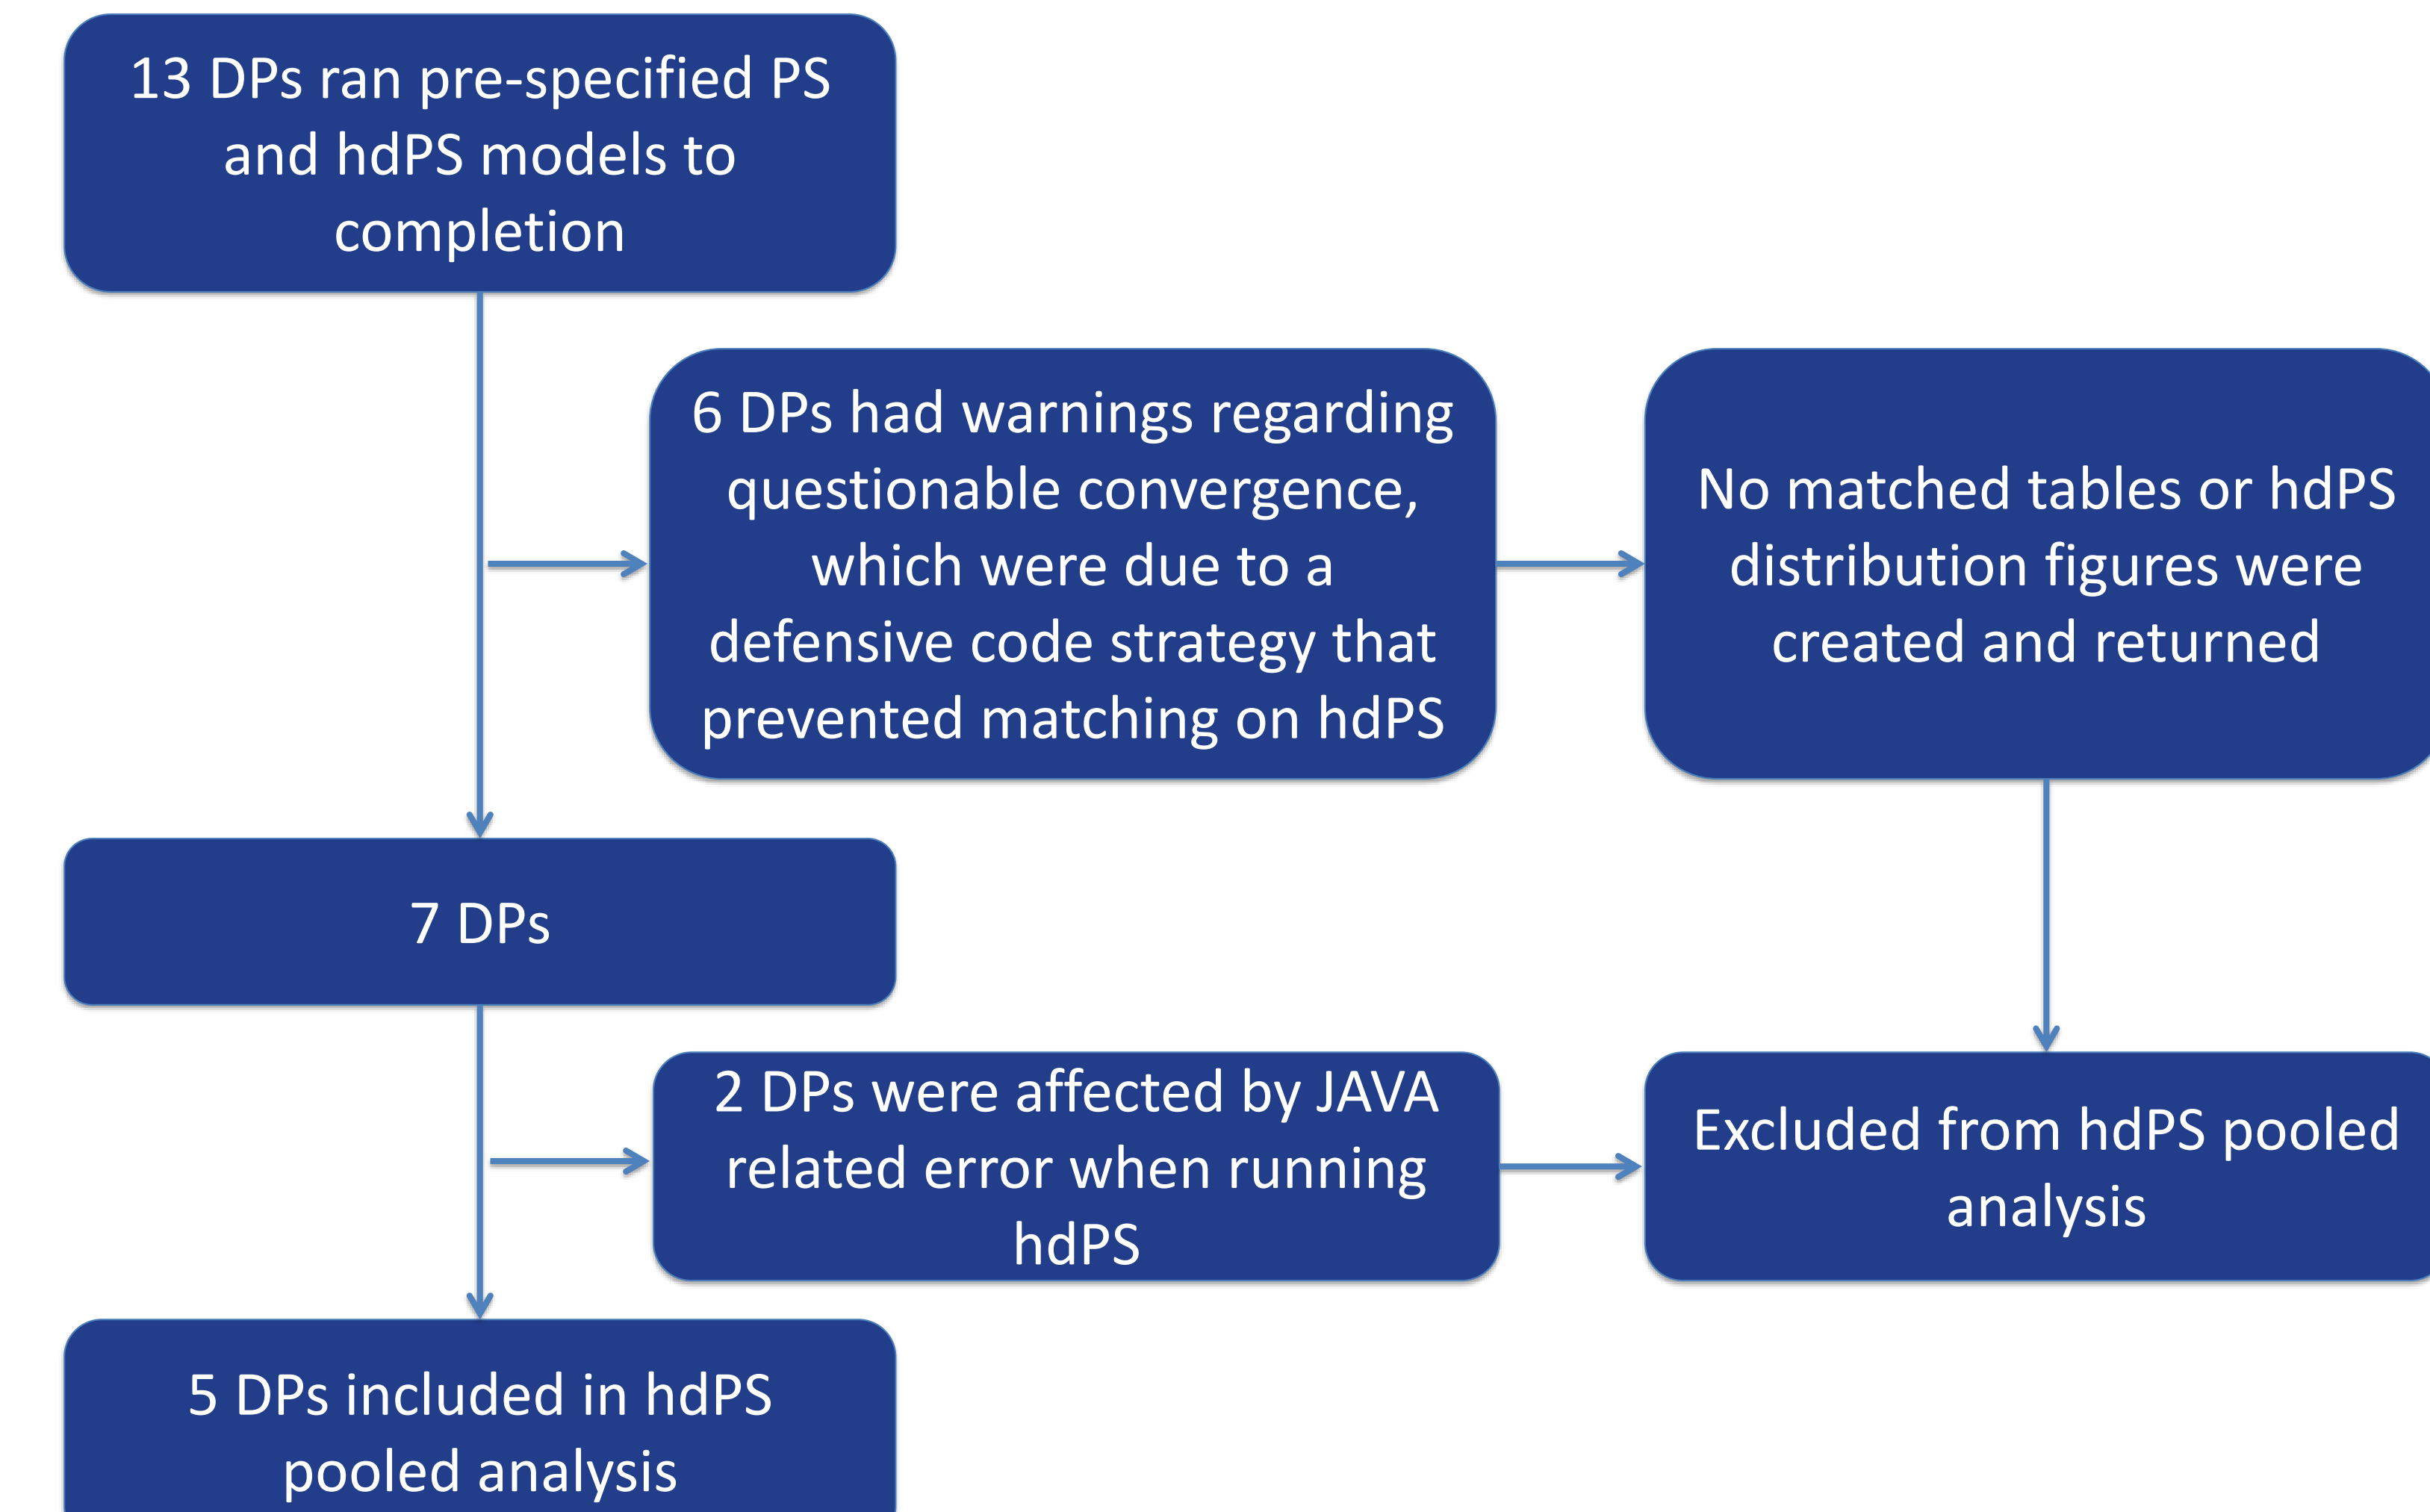 13 DPs ran pre-specified PS
and hdPS models to
completion
6 DPs had warnings regarding
questionable convergence,
which were due to a
defensive code strategy that
prevented matching on hdPS
No matched tables or hdPS
distribution figures were
created and returned
7 DPs
2 DPs were affected by JAVA
related error when running
hdPS
Excluded from hdPS pooled
analysis
5 DPs included in hdPS
pooled analysis